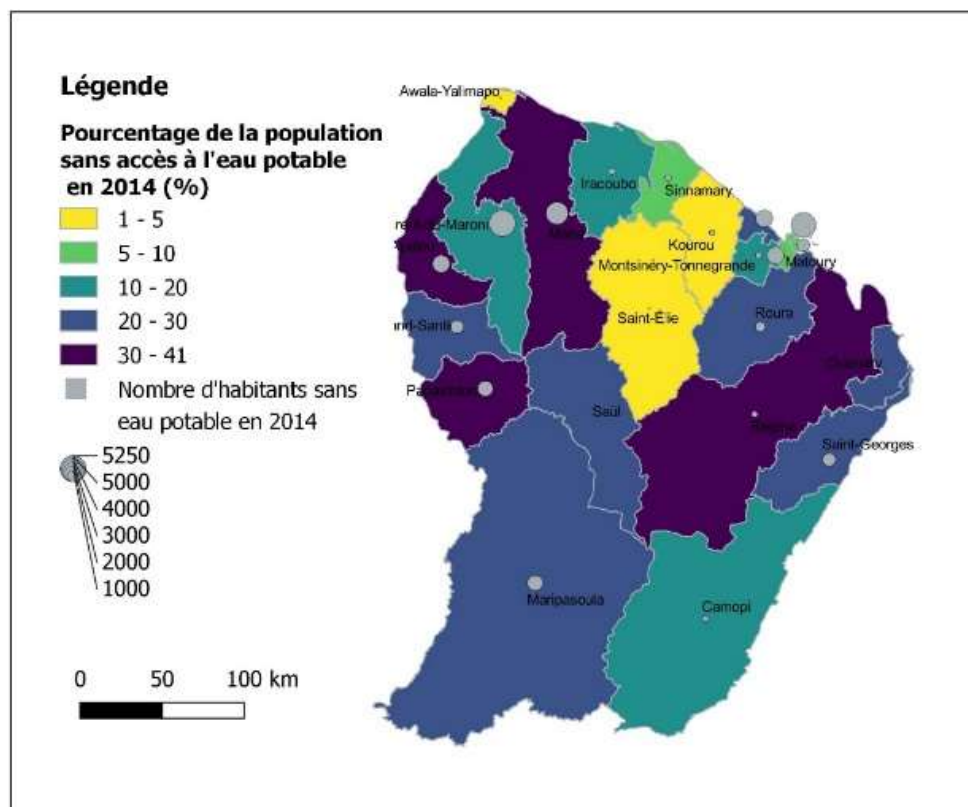 Légende
Pourcentage de la population
sans accès à l'eau potable
en 2014 (%)
1 - 5
5 - 10
10 - 20
20 - 30
30 - 41
Nombre d'habitants sans
eau potable en 2014
5250
5000
4000
3000
2000
1000
0 50 100 km
Awala-Yalimapo
Iracoubo
Sinnamary
Kourou
Montsinéry-Tonnegrande
Matoury
Saint-Élie
Roura
Saül
Saint-Georges
Maripasoula
Camopi